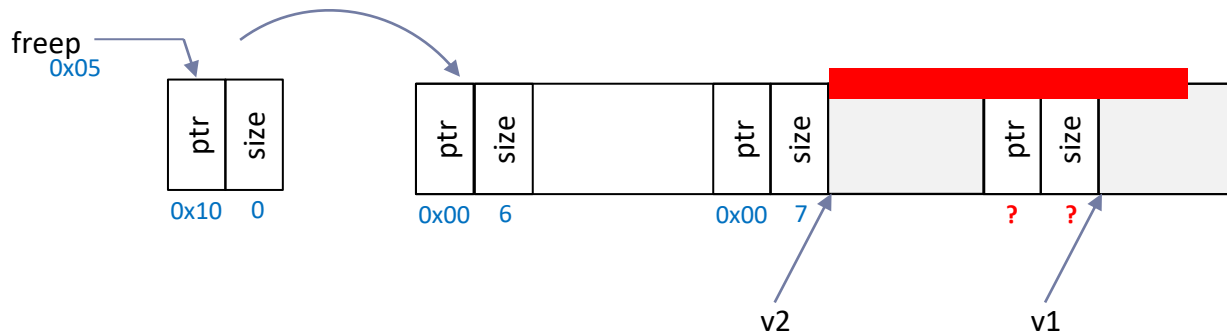 freep
0x05
ptr size ptr size ptr size ptr size
0x10 0 0x00 6 0x00 7 ? ?
v2 v1